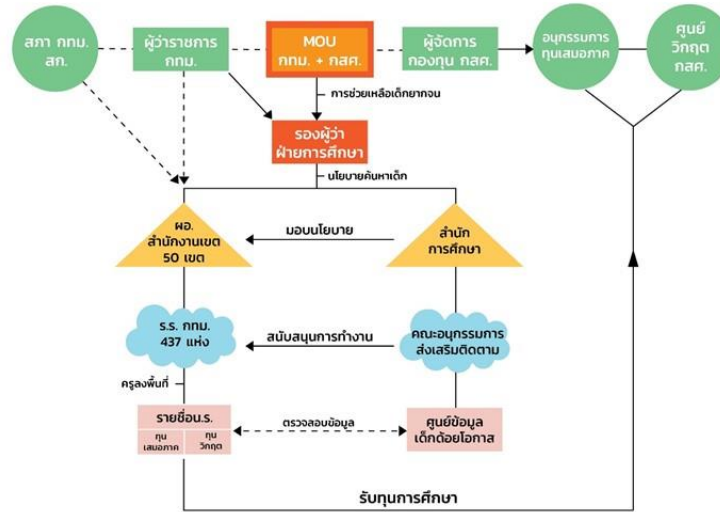 สภา กทม.
สก.
ผู้ว่าราชการ
กทม.
MOU
กทม. + กสศ.
ผู้จัดการ
กองทุน กสศ.
อนุกรรมการ
ทุนเสมอภาค
ศูนย์
วิกฤต
กสศ.
การช่วยเหลือเด็กยากจน
รองผู้ว่า
ฝ่ายการศึกษา
นโยบายค้นหาเด็ก
ผอ.
สำนักงานเขต
50 เขต
มอบนโยบาย
สำนัก
การศึกษา
ร.ร. กทม.
437 แห่ง
สนับสนุนการทำงาน
คณะอนุกรรมการ
ส่งเสริมติดตาม
ครูลงพื้นที่
รายชื่อน.ร.
ทุน
เสมอภาค
ทุน
วิกฤต
ตรวจสอบข้อมูล
ศูนย์ข้อมูล
เด็กด้อยโอกาส
รับทุนการศึกษา